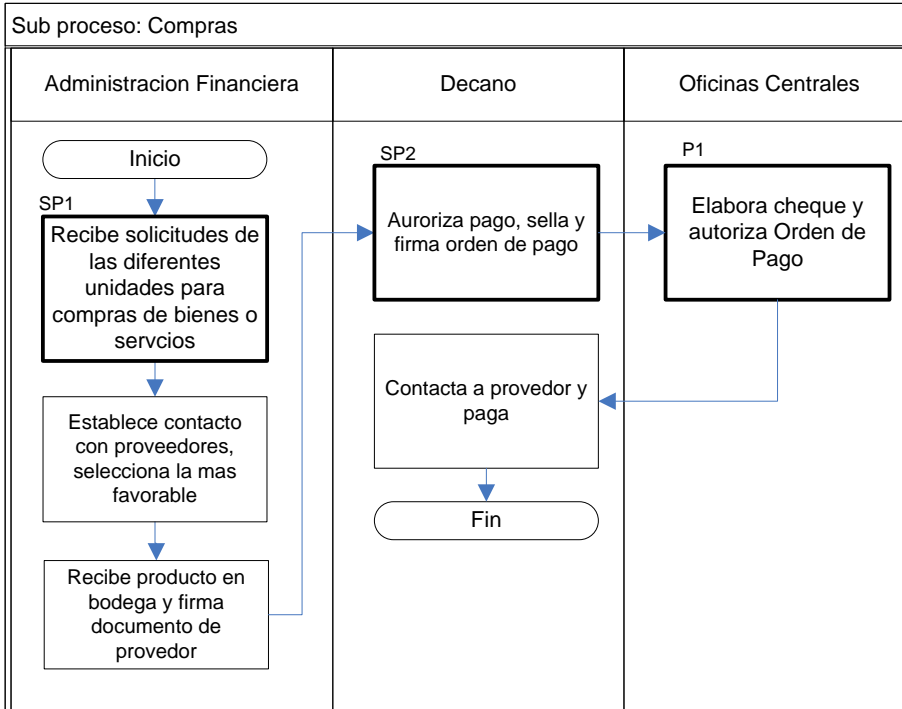 Sub proceso: Compras
Administracion Financiera
Decano
Oficinas Centrales
Inicio
SP1
Recibe solicitudes de
las diferentes
unidades para
compras de bienes o
servcios
Establece contacto
con proveedores,
selecciona la mas
favorable
Recibe producto en
bodega y firma
documento de
provedor
SP2
Auroriza pago, sella y
firma orden de pago
Contacta a provedor y
paga
Fin
P1
Elabora cheque y
autoriza Orden de
Pago